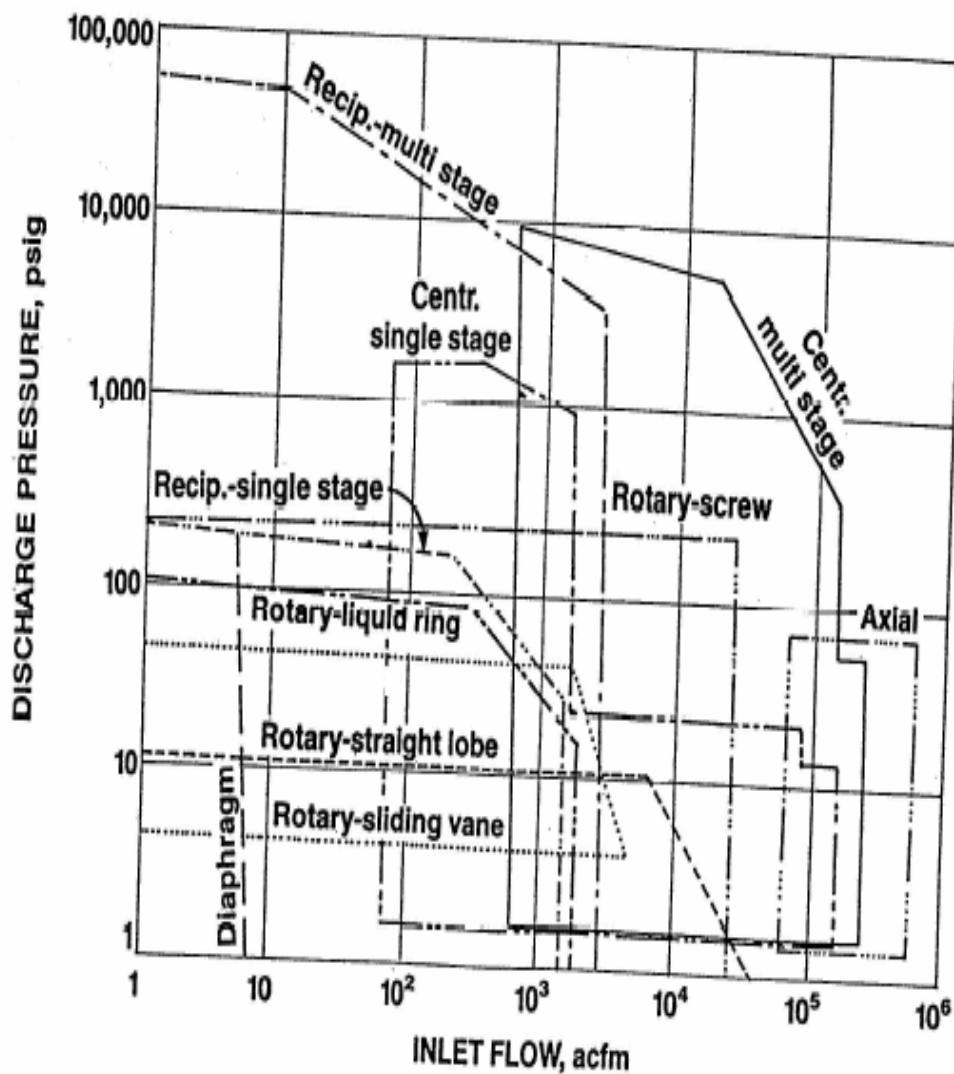 100,000
10,000
1,000
100
10
1
DISCHARGE PRESSURE, psig
Recip.-multi stage
Centr.
single stage
Centr.
multi stage
Recip.-single stage
Rotary-screw
Rotary-liquid ring
Axial
Rotary-straight lobe
Rotary-sliding vane
Diaphragm
1
10
10²
10³
10⁴
10⁵
10⁶
INLET FLOW, acfm